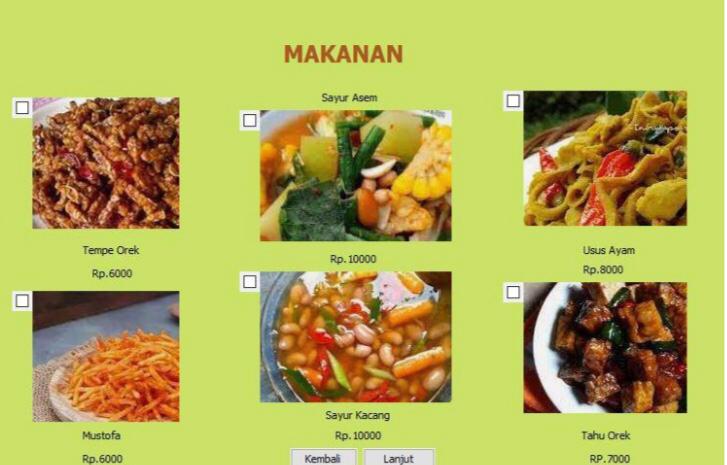 MAKANAN
Sayur Asem
Tempe Orek
Rp.6000
Rp.10000
Usus Ayam
Rp.8000
Mustofa
Rp.6000
Sayur Kacang
Rp.10000
Tahu Orek
RP.7000
Kembali
Lanjut